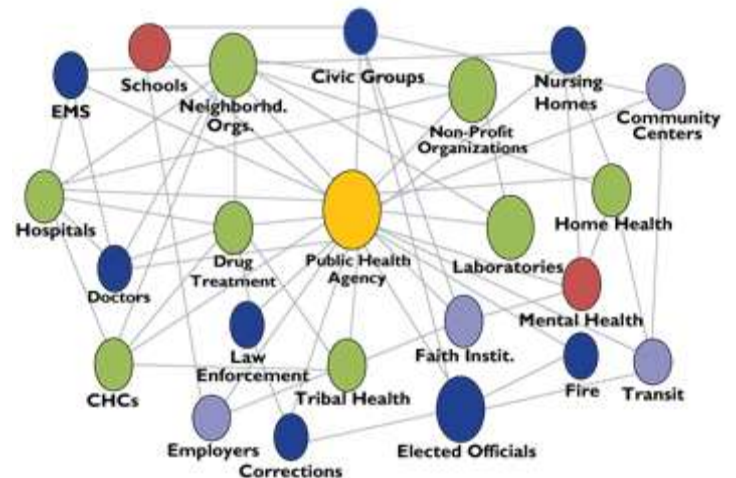 Schools
Civic Groups
EMS
Neighborhd.
Orgs.
Nursing
Homes
Non-Profit
Organizations
Community
Centers
Hospitals
Drug
Treatment
Public Health
Agency
Laboratories
Home Health
Doctors
Law
Enforcement
Faith Instit.
Mental Health
CHCs
Tribal Health
Fire
Transit
Employers
Corrections
Elected Officials